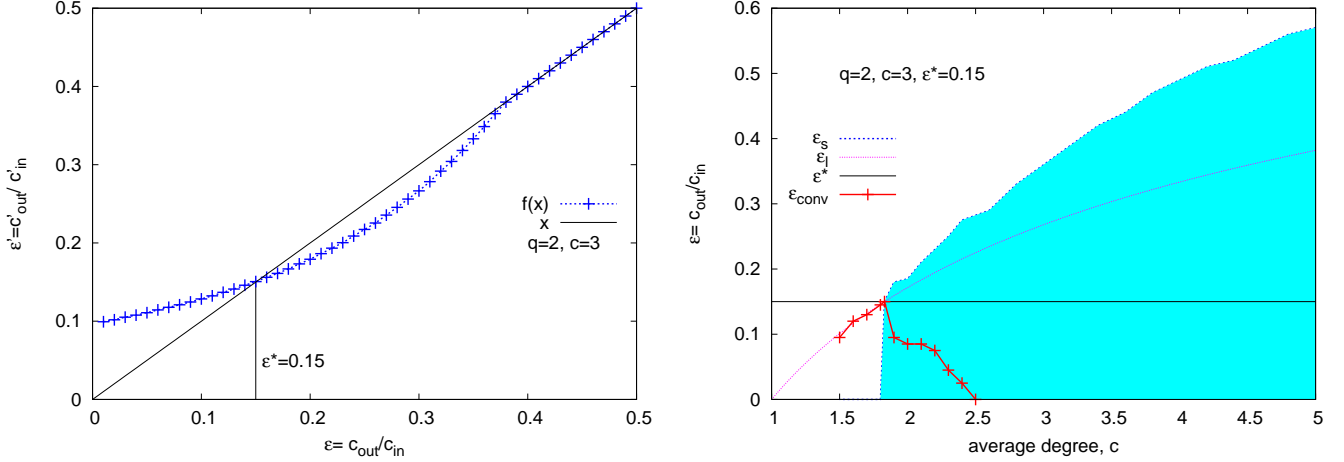 ε'=c'out/ c'in
0.5
0.4
0.3
0.2
0.1
0
f(x)
x
q=2, c=3
ε*=0.15
0 0.1 0.2 0.3 0.4 0.5
ε= cout/cin
ε= cout/cin
0.6
0.5
0.4
0.3
0.2
0.1
0
q=2, c=3, ε*=0.15
εs
εl
ε*
εconv
1 1.5 2 2.5 3 3.5 4 4.5 5
average degree, c